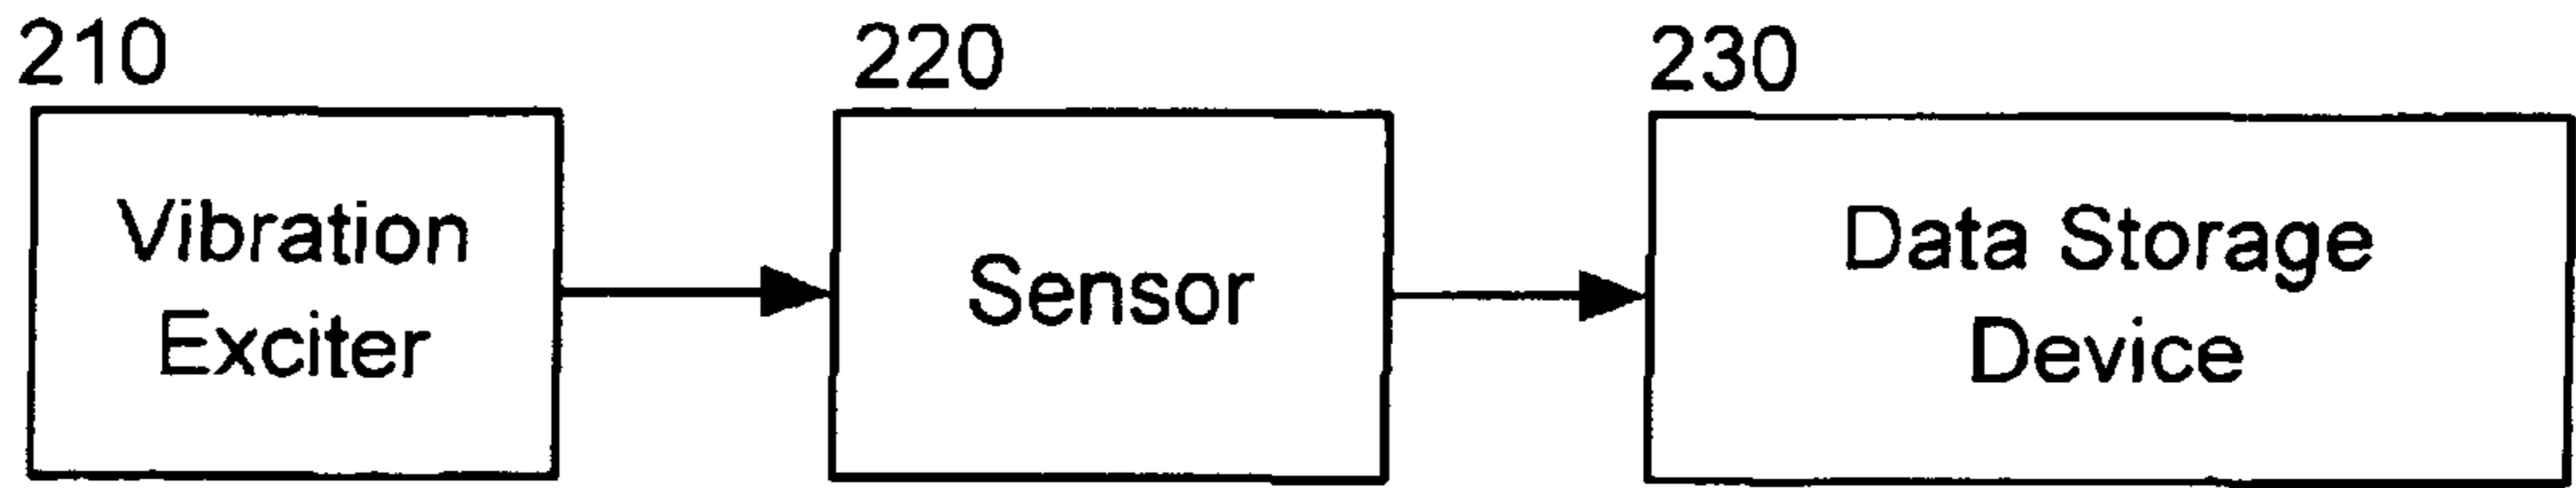 210
220
230
Vibration
Exciter
Sensor
Data Storage
Device